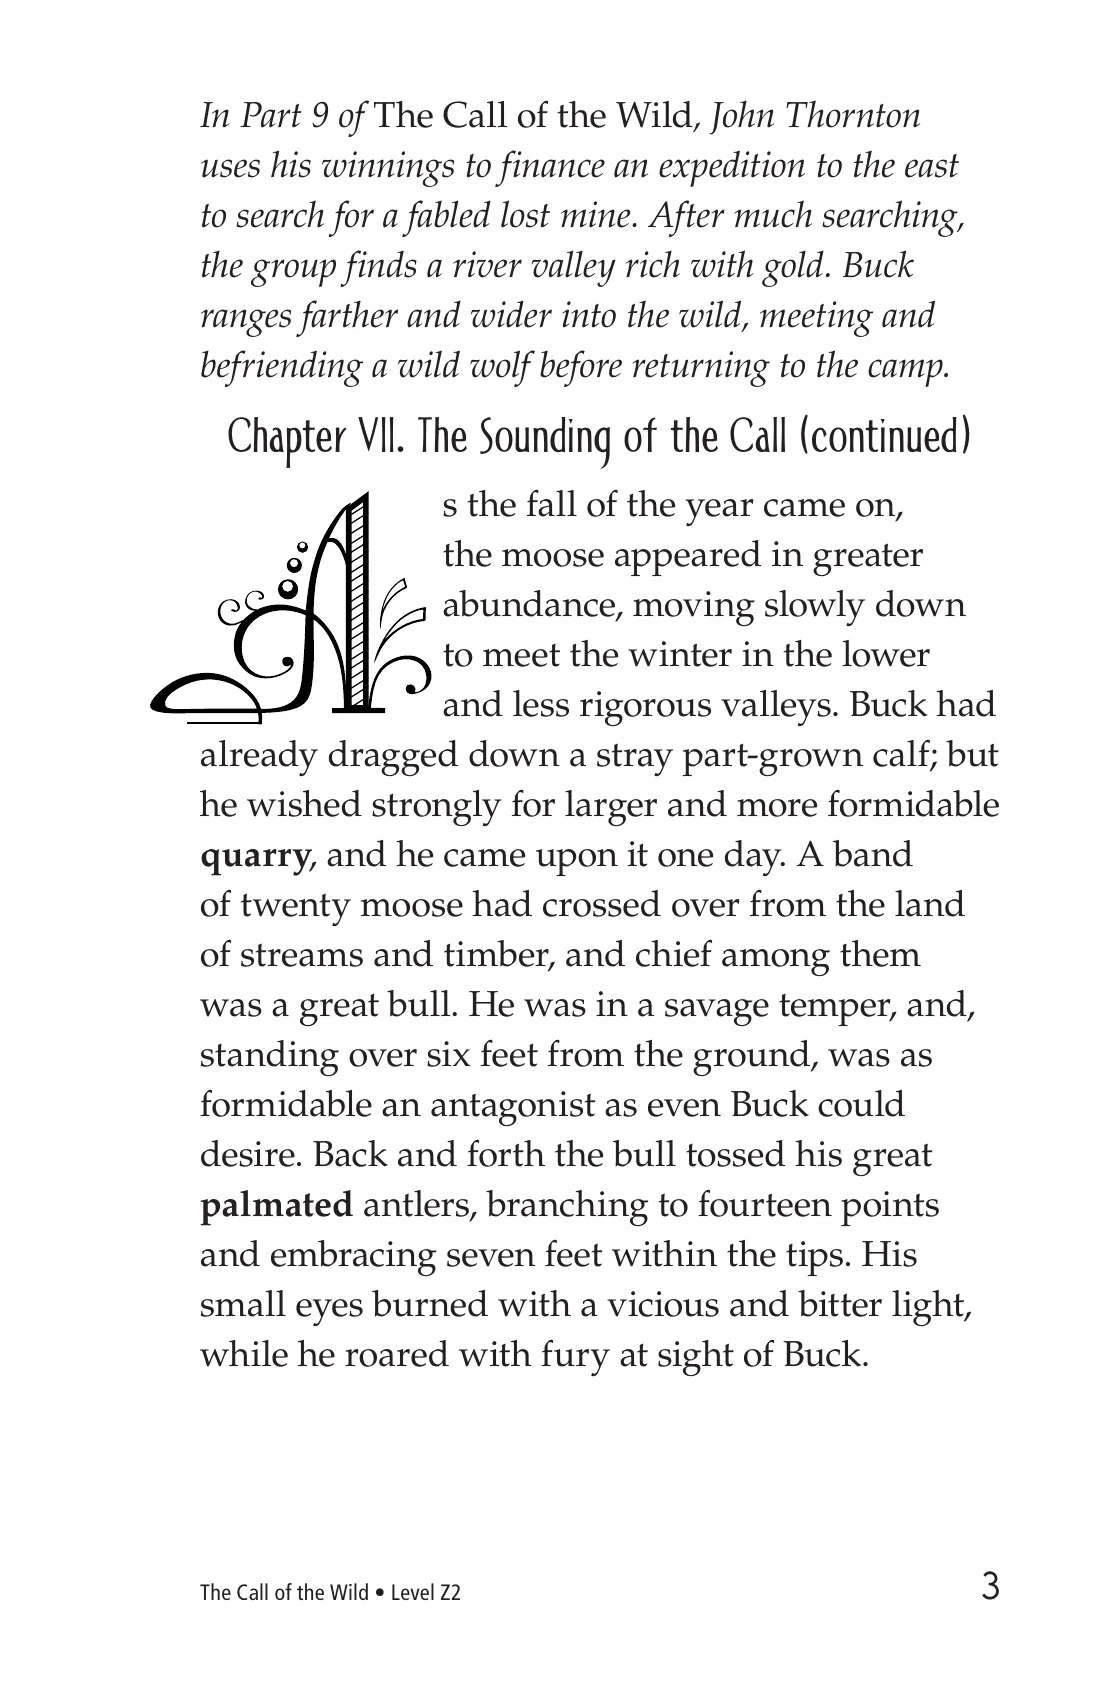 In Part 9 of The Call of the Wild, John Thornton
uses his winnings to finance an expedition to the east
to search for a fabled lost mine. After much searching,
the group finds a river valley rich with gold. Buck
ranges farther and wider into the wild, meeting and
befriending a wild wolf before returning to the camp.
Chapter VII. The Sounding of the Call (continued)
As the fall of the year came on,
the moose appeared in greater
abundance, moving slowly down
to meet the winter in the lower
and less rigorous valleys. Buck had
already dragged down a stray part-grown calf; but
he wished strongly for larger and more formidable
quarry, and he came upon it one day. A band
of twenty moose had crossed over from the land
of streams and timber, and chief among them
was a great bull. He was in a savage temper, and,
standing over six feet from the ground, was as
formidable an antagonist as even Buck could
desire. Back and forth the bull tossed his great
palmated antlers, branching to fourteen points
and embracing seven feet within the tips. His
small eyes burned with a vicious and bitter light,
while he roared with fury at sight of Buck.
The Call of the Wild • Level Z2
3